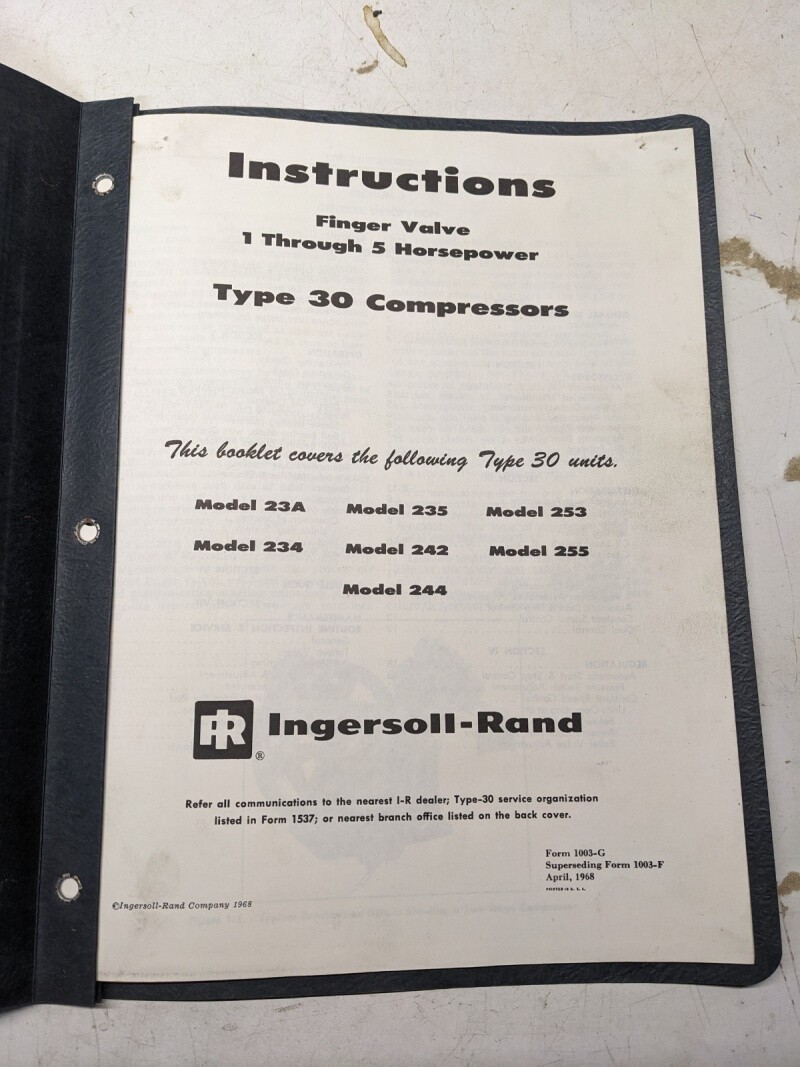 Instructions
Finger Valve
1 Through 5 Horsepower
Type 30 Compressors
This booklet covers the following Type 30 units.
Model 23A Model 235 Model 253
Model 234 Model 242 Model 255
Model 244
IR ® Ingersoll-Rand
Refer all communications to the nearest I-R dealer; Type-30 service organization
listed in Form 1537; or nearest branch office listed on the back cover.
Form 1003-G
Superseding Form 1003-F
April, 1968
PRINTED IN U. S. A.
©Ingersoll-Rand Company 1968